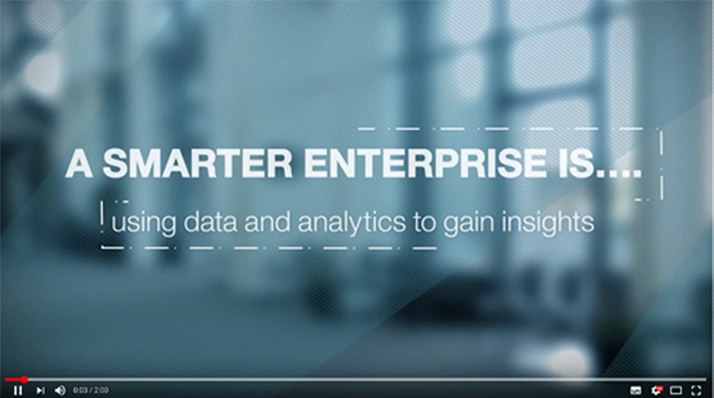 A SMARTER ENTERPRISE IS....
using data and analytics to gain insights
0:03 / 2:09